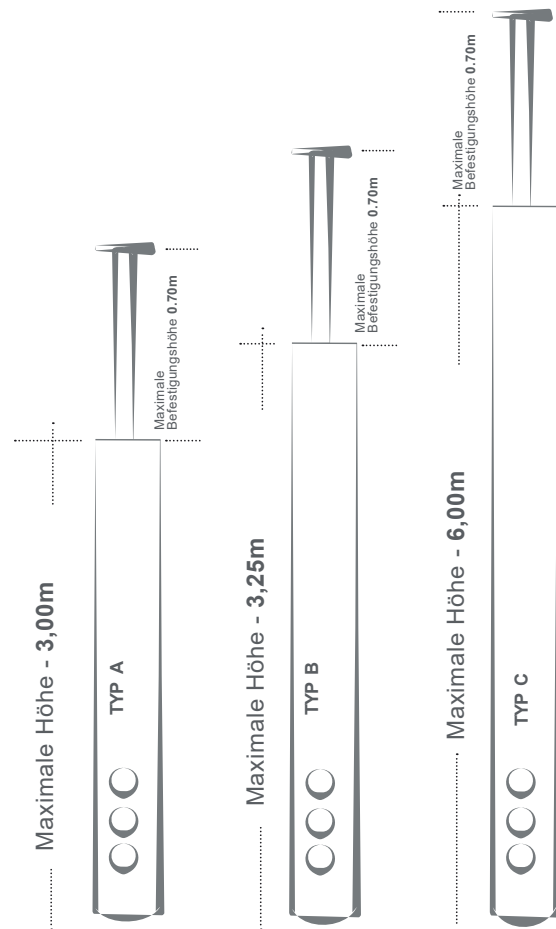 Maximale Höhe - 3,00m
Maximale
Befestigungshöhe 0.70m
TYP A
Maximale Höhe - 3,25m
Maximale
Befestigungshöhe 0.70m
TYP B
Maximale Höhe - 6,00m
Maximale
Befestigungshöhe 0.70m
TYP C